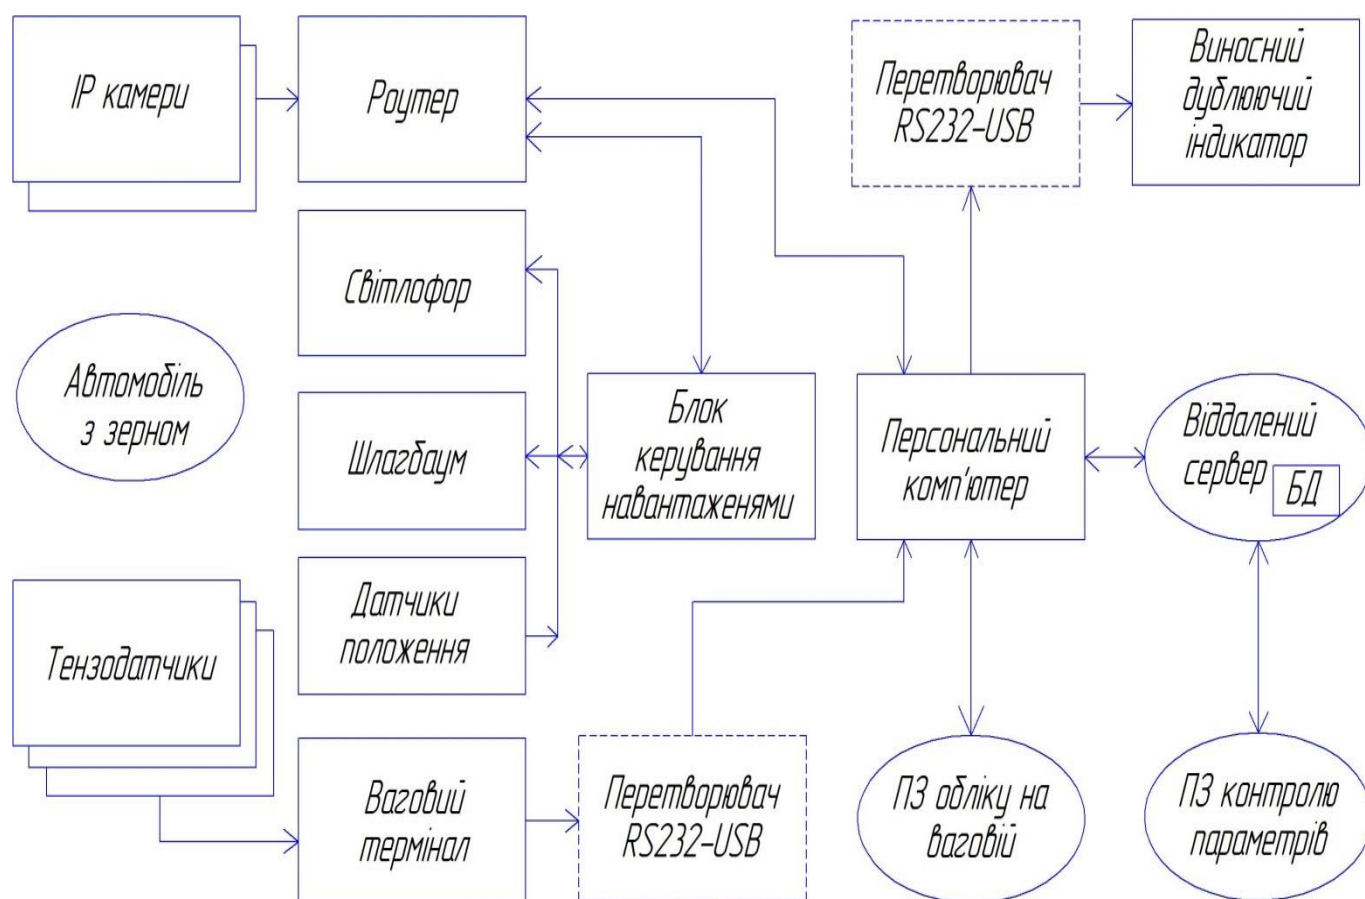 IP камери
Роутер
Перетворювач
RS232-USB
Виносний
дублюючий
індикатор
Світлофор
Автомобіль
з зерном
Шлагбаум
Блок
керування
навантаженями
Персональний
комп'ютер
Віддалений
сервер
БД
Датчики
положення
Тензодатчики
Ваговий
термінал
Перетворювач
RS232-USB
ПЗ обліку на
ваговій
ПЗ контролю
параметрів